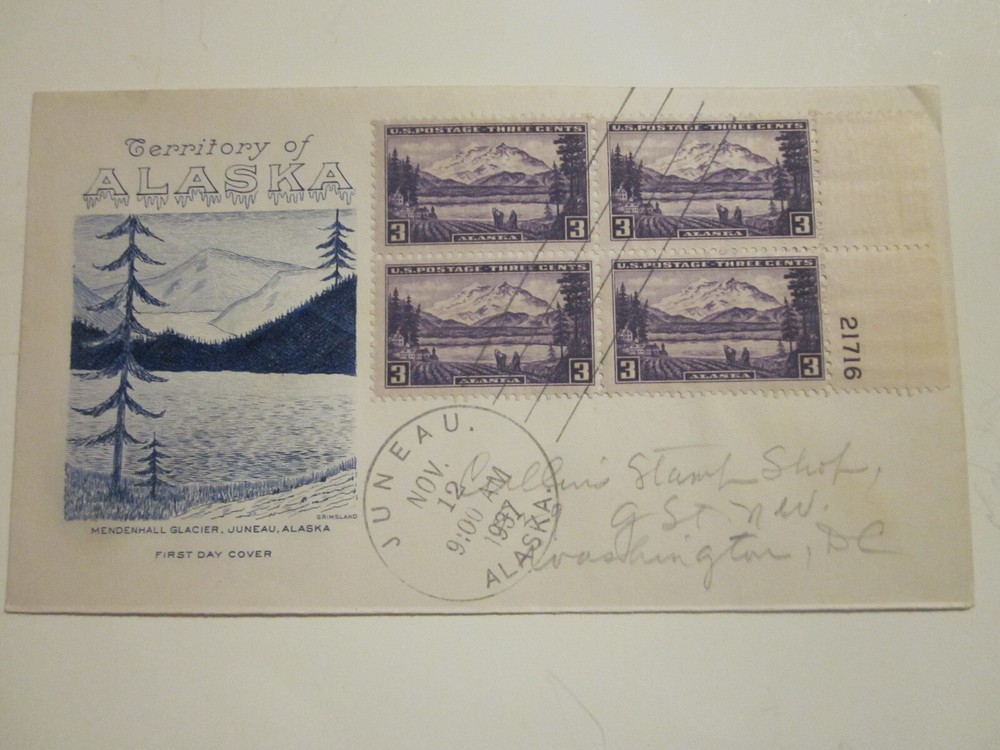 Territory of
ALASKA
GRIMSLAND
MENDENHALL GLACIER, JUNEAU, ALASKA
FIRST DAY COVER
U.S. POSTAGE-THREE CENTS
3 ALASKA 3
U.S. POSTAGE-THREE CENTS
3 ALASKA 3
U.S. POSTAGE-THREE CENTS
3 ALASKA 3
U.S. POSTAGE-THREE CENTS
3 ALASKA 3
21716
JUNEAU.
NOV.
12
9:00 AM
1937
ALASKA.
Stamp Shop,
G St N.W.
Washington, DC